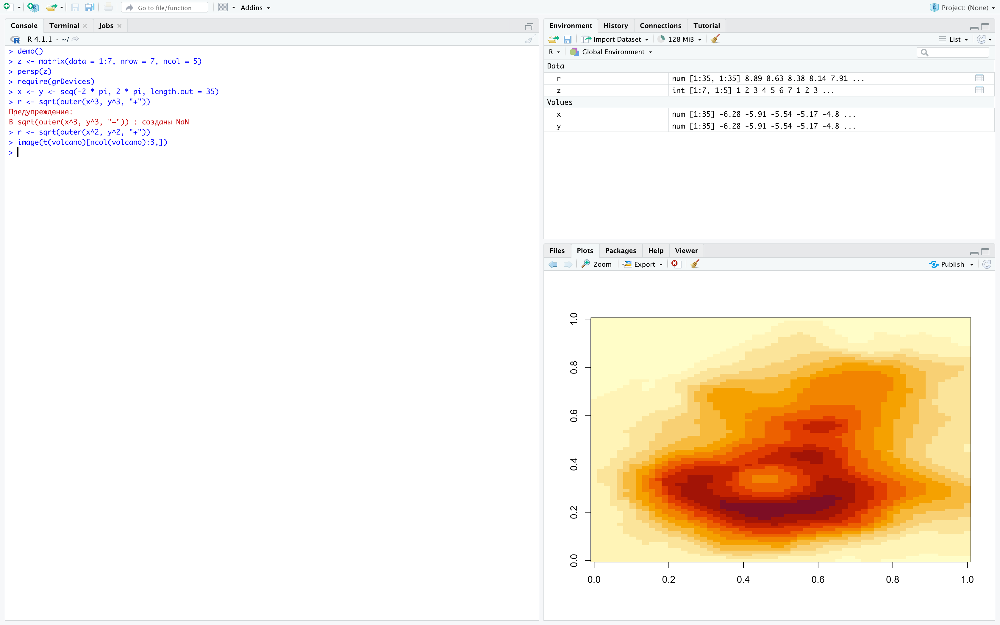 Go to file/function
Addins
Project: (None)
Console Terminal Jobs
R 4.1.1 · ~/
> demo()
> z <- matrix(data = 1:7, nrow = 7, ncol = 5)
> persp(z)
> require(grDevices)
> x <- y <- seq(-2 * pi, 2 * pi, length.out = 35)
> r <- sqrt(outer(x^3, y^3, "+"))
Предупреждение:
В sqrt(outer(x^3, y^3, "+")) : созданы NaN
> r <- sqrt(outer(x^2, y^2, "+"))
> image(t(volcano)[ncol(volcano):3,])
>
Environment History Connections Tutorial
Import Dataset 128 MiB List
R Global Environment
Data
r num [1:35, 1:35] 8.89 8.63 8.38 8.14 7.91 ...
z int [1:7, 1:5] 1 2 3 4 5 6 7 1 2 3 ...
Values
x num [1:35] -6.28 -5.91 -5.54 -5.17 -4.8 ...
y num [1:35] -6.28 -5.91 -5.54 -5.17 -4.8 ...
Files Plots Packages Help Viewer
Zoom Export Publish
1.0
0.8
0.6
0.4
0.2
0.0
0.0 0.2 0.4 0.6 0.8 1.0